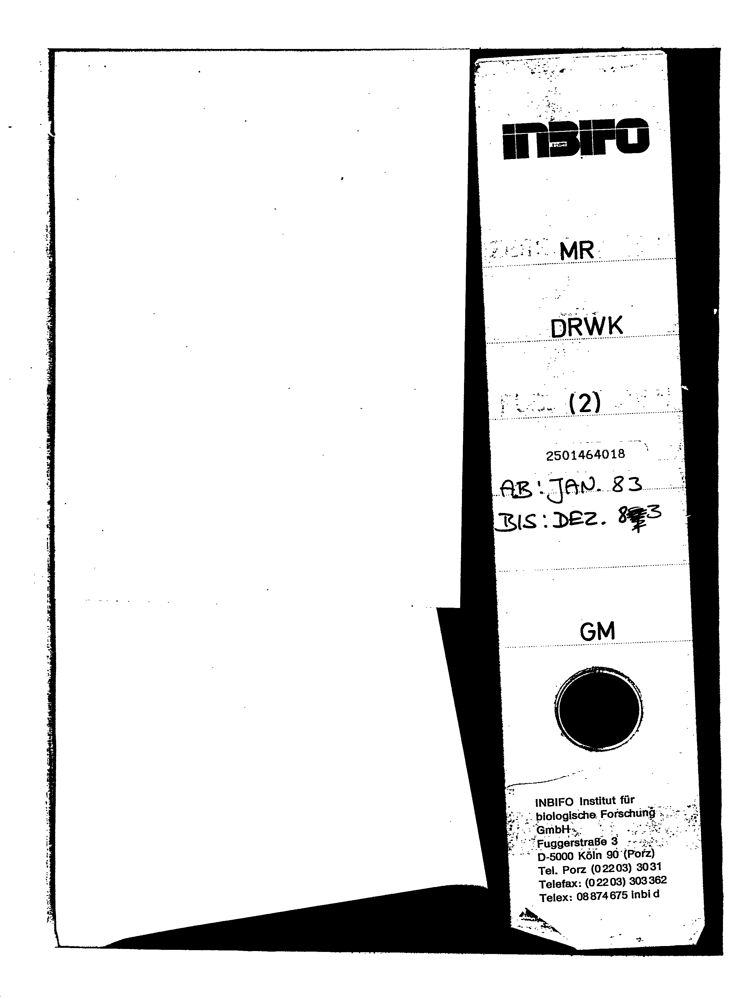 INBIFO
MR
DRWK
(2)
2501464018
AB: JAN. 83
BIS: DEZ. 83
GM
INBIFO Institut für
biologische Forschung
GmbH
Fuggerstraße 3
D-5000 Köln 90 (Porz)
Tel. Porz (02203) 3031
Telefax: (02203) 303362
Telex: 08874675 inbi d